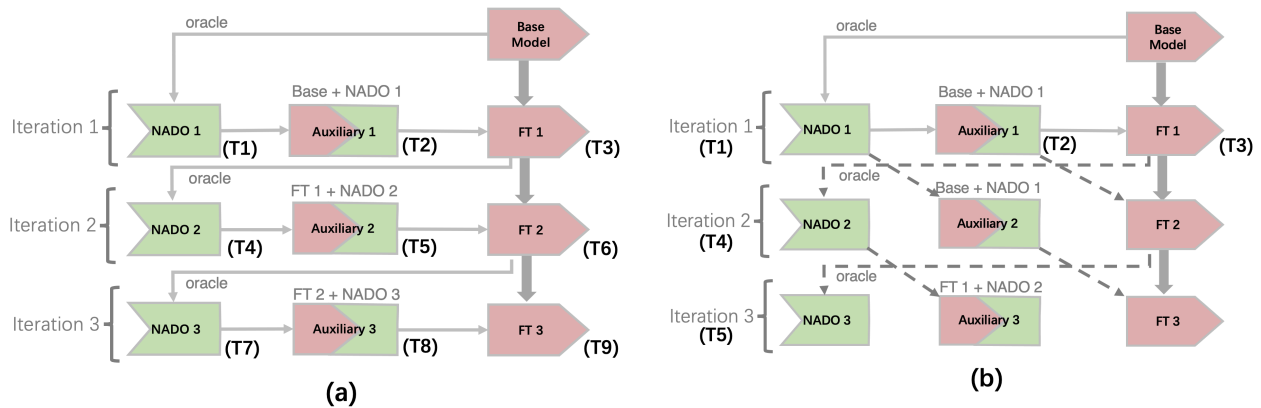 oracle
Base
Model
Base + NADO 1
Iteration 1
NADO 1
(T1)
Auxiliary 1
(T2)
FT 1
(T3)
oracle
FT 1 + NADO 2
Iteration 2
NADO 2
(T4)
Auxiliary 2
(T5)
FT 2
(T6)
oracle
FT 2 + NADO 3
Iteration 3
NADO 3
(T7)
Auxiliary 3
(T8)
FT 3
(T9)
(a)
oracle
Base
Model
Base + NADO 1
Iteration 1
(T1)
NADO 1
Auxiliary 1
(T2)
FT 1
(T3)
oracle
Base + NADO 1
Iteration 2
(T4)
NADO 2
Auxiliary 2
FT 2
oracle
FT 1 + NADO 2
Iteration 3
(T5)
NADO 3
Auxiliary 3
FT 3
(b)